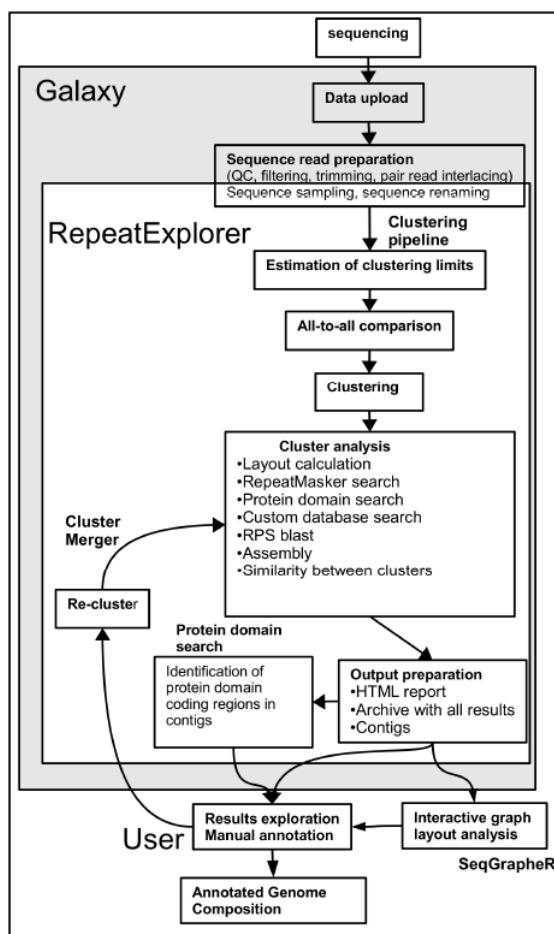 sequencing
Galaxy
Data upload
Sequence read preparation
(QC, filtering, trimming, pair read interlacing)
Sequence sampling, sequence renaming
RepeatExplorer
Clustering
pipeline
Estimation of clustering limits
All-to-all comparison
Clustering
Cluster analysis
•Layout calculation
•RepeatMasker search
•Protein domain search
•Custom database search
•RPS blast
•Assembly
•Similarity between clusters
Cluster
Merger
Re-cluster
Protein domain
search
Identification of
protein domain
coding regions in
contigs
Output preparation
•HTML report
•Archive with all results
•Contigs
User
Results exploration
Manual annotation
Interactive graph
layout analysis
SeqGrapheR
Annotated Genome
Composition